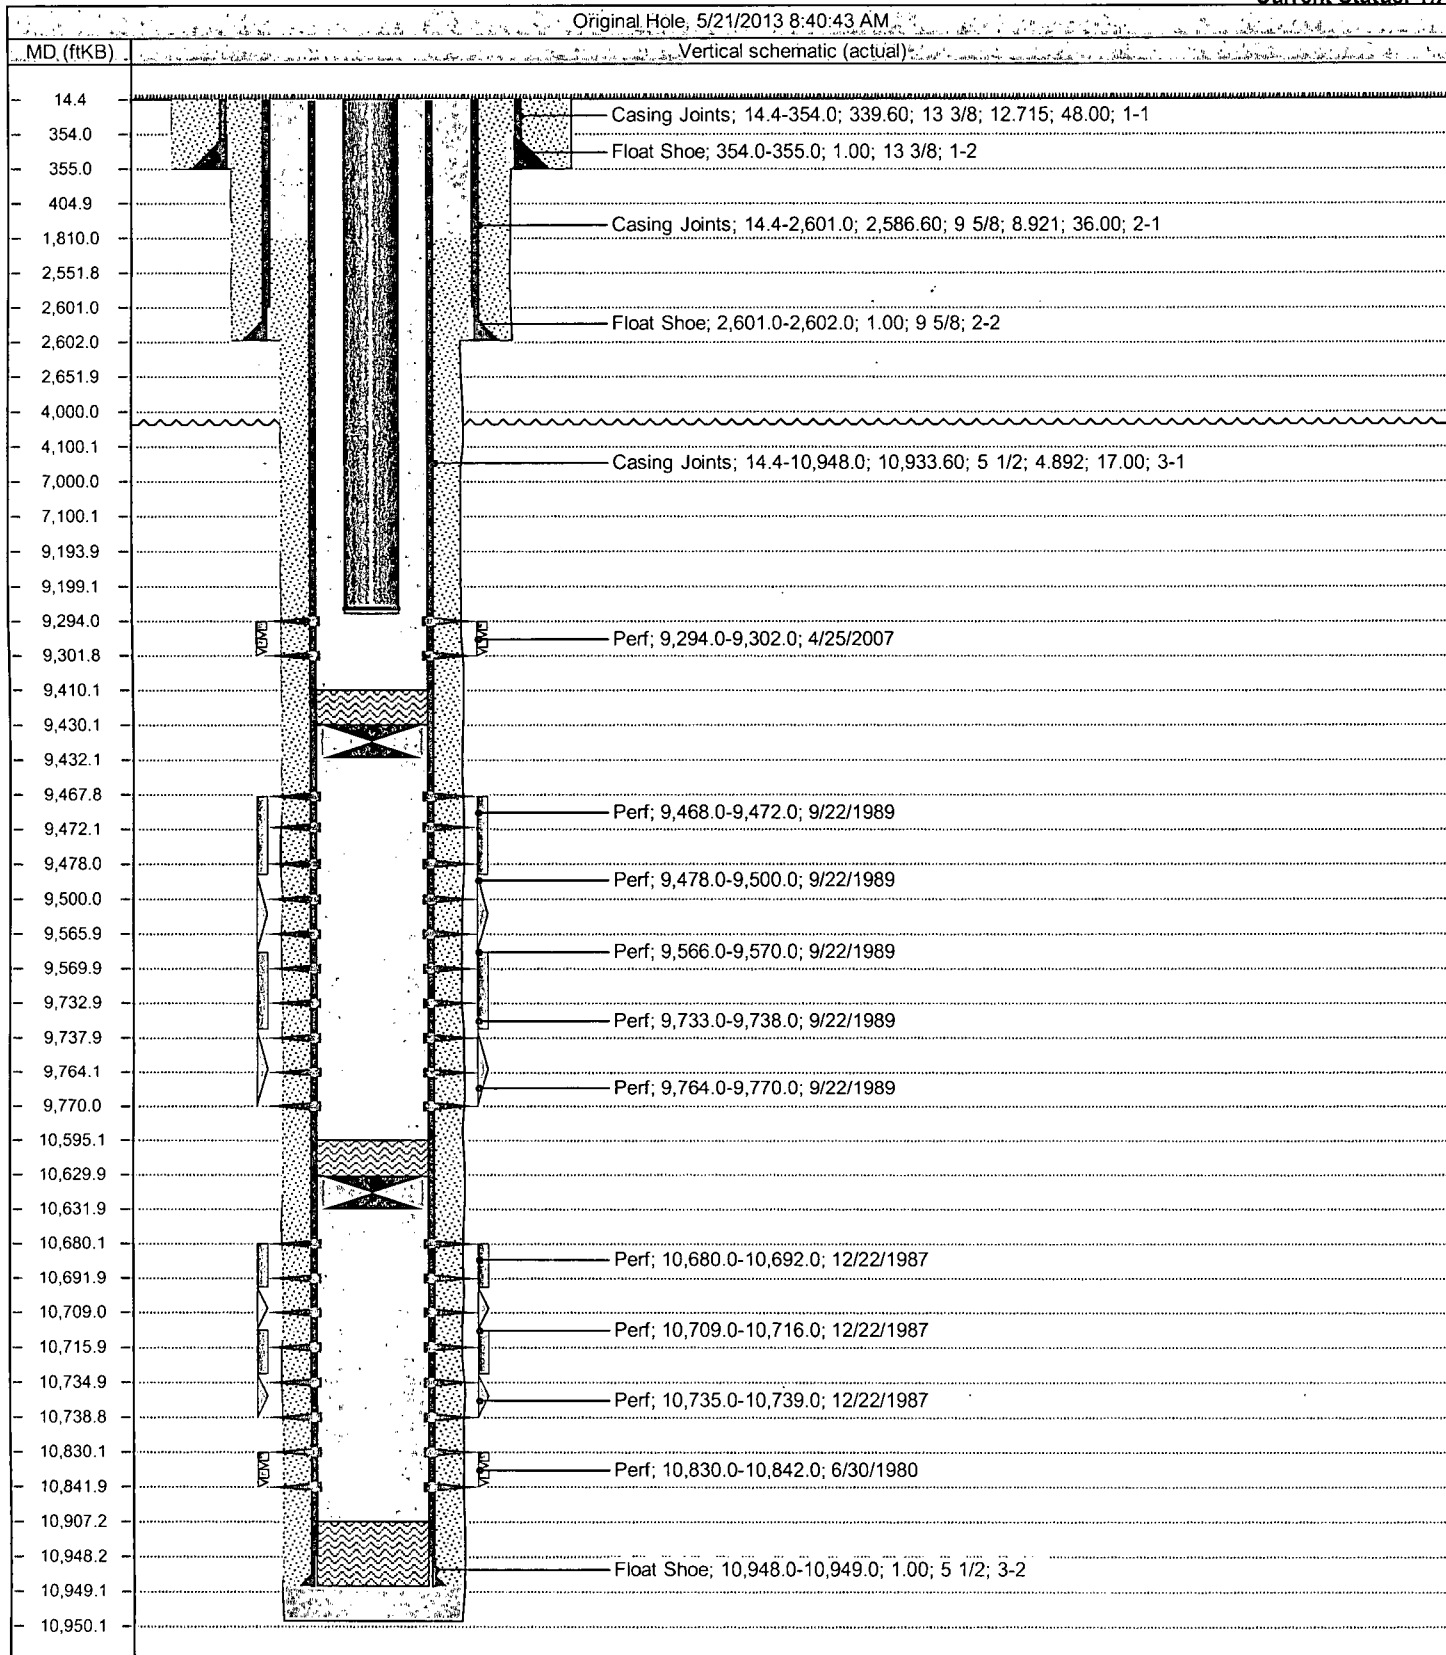 Original Hole, 5/21/2013 8:40:43 AM
MD (ftKB)
Vertical schematic (actual)
14.4
354.0
355.0
404.9
1,810.0
2,551.8
2,601.0
2,602.0
2,651.9
4,000.0
4,100.1
7,000.0
7,100.1
9,193.9
9,199.1
9,294.0
9,301.8
9,410.1
9,430.1
9,432.1
9,467.8
9,472.1
9,478.0
9,500.0
9,565.9
9,569.9
9,732.9
9,737.9
9,764.1
9,770.0
10,595.1
10,629.9
10,631.9
10,680.1
10,691.9
10,709.0
10,715.9
10,734.9
10,738.8
10,830.1
10,841.9
10,907.2
10,948.2
10,949.1
10,950.1
Casing Joints; 14.4-354.0; 339.60; 13 3/8; 12.715; 48.00; 1-1
Float Shoe; 354.0-355.0; 1.00; 13 3/8; 1-2
Casing Joints; 14.4-2,601.0; 2,586.60; 9 5/8; 8.921; 36.00; 2-1
Float Shoe; 2,601.0-2,602.0; 1.00; 9 5/8; 2-2
Casing Joints; 14.4-10,948.0; 10,933.60; 5 1/2; 4.892; 17.00; 3-1
Perf; 9,294.0-9,302.0; 4/25/2007
Perf; 9,468.0-9,472.0; 9/22/1989
Perf; 9,478.0-9,500.0; 9/22/1989
Perf; 9,566.0-9,570.0; 9/22/1989
Perf; 9,733.0-9,738.0; 9/22/1989
Perf; 9,764.0-9,770.0; 9/22/1989
Perf; 10,680.0-10,692.0; 12/22/1987
Perf; 10,709.0-10,716.0; 12/22/1987
Perf; 10,735.0-10,739.0; 12/22/1987
Perf; 10,830.0-10,842.0; 6/30/1980
Float Shoe; 10,948.0-10,949.0; 1.00; 5 1/2; 3-2